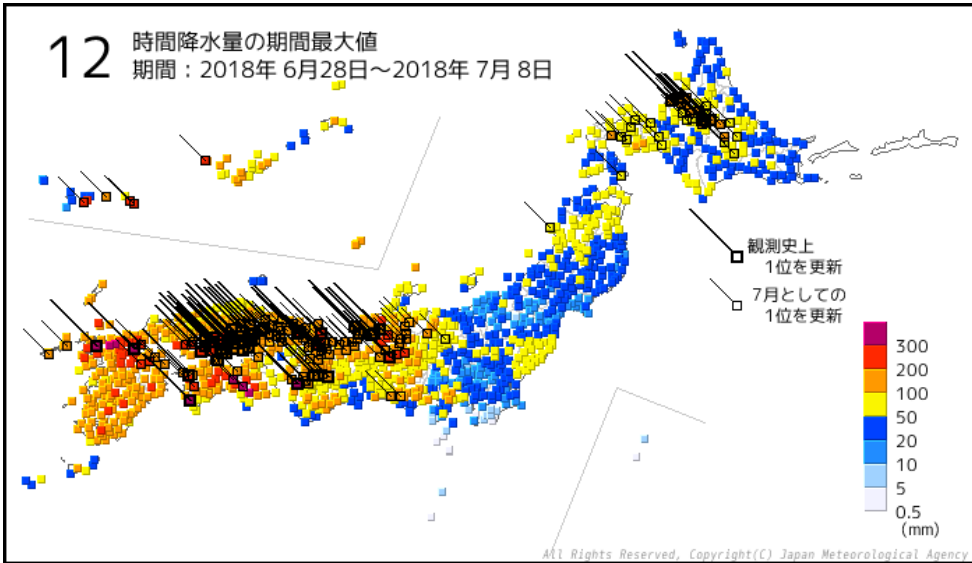 12
時間降水量の期間最大値
期間：2018年 6月28日～2018年 7月 8日
観測史上
1位を更新
7月としての
1位を更新
300
200
100
50
20
10
5
0.5
(mm)
All Rights Reserved, Copyright(C) Japan Meteorological Agency